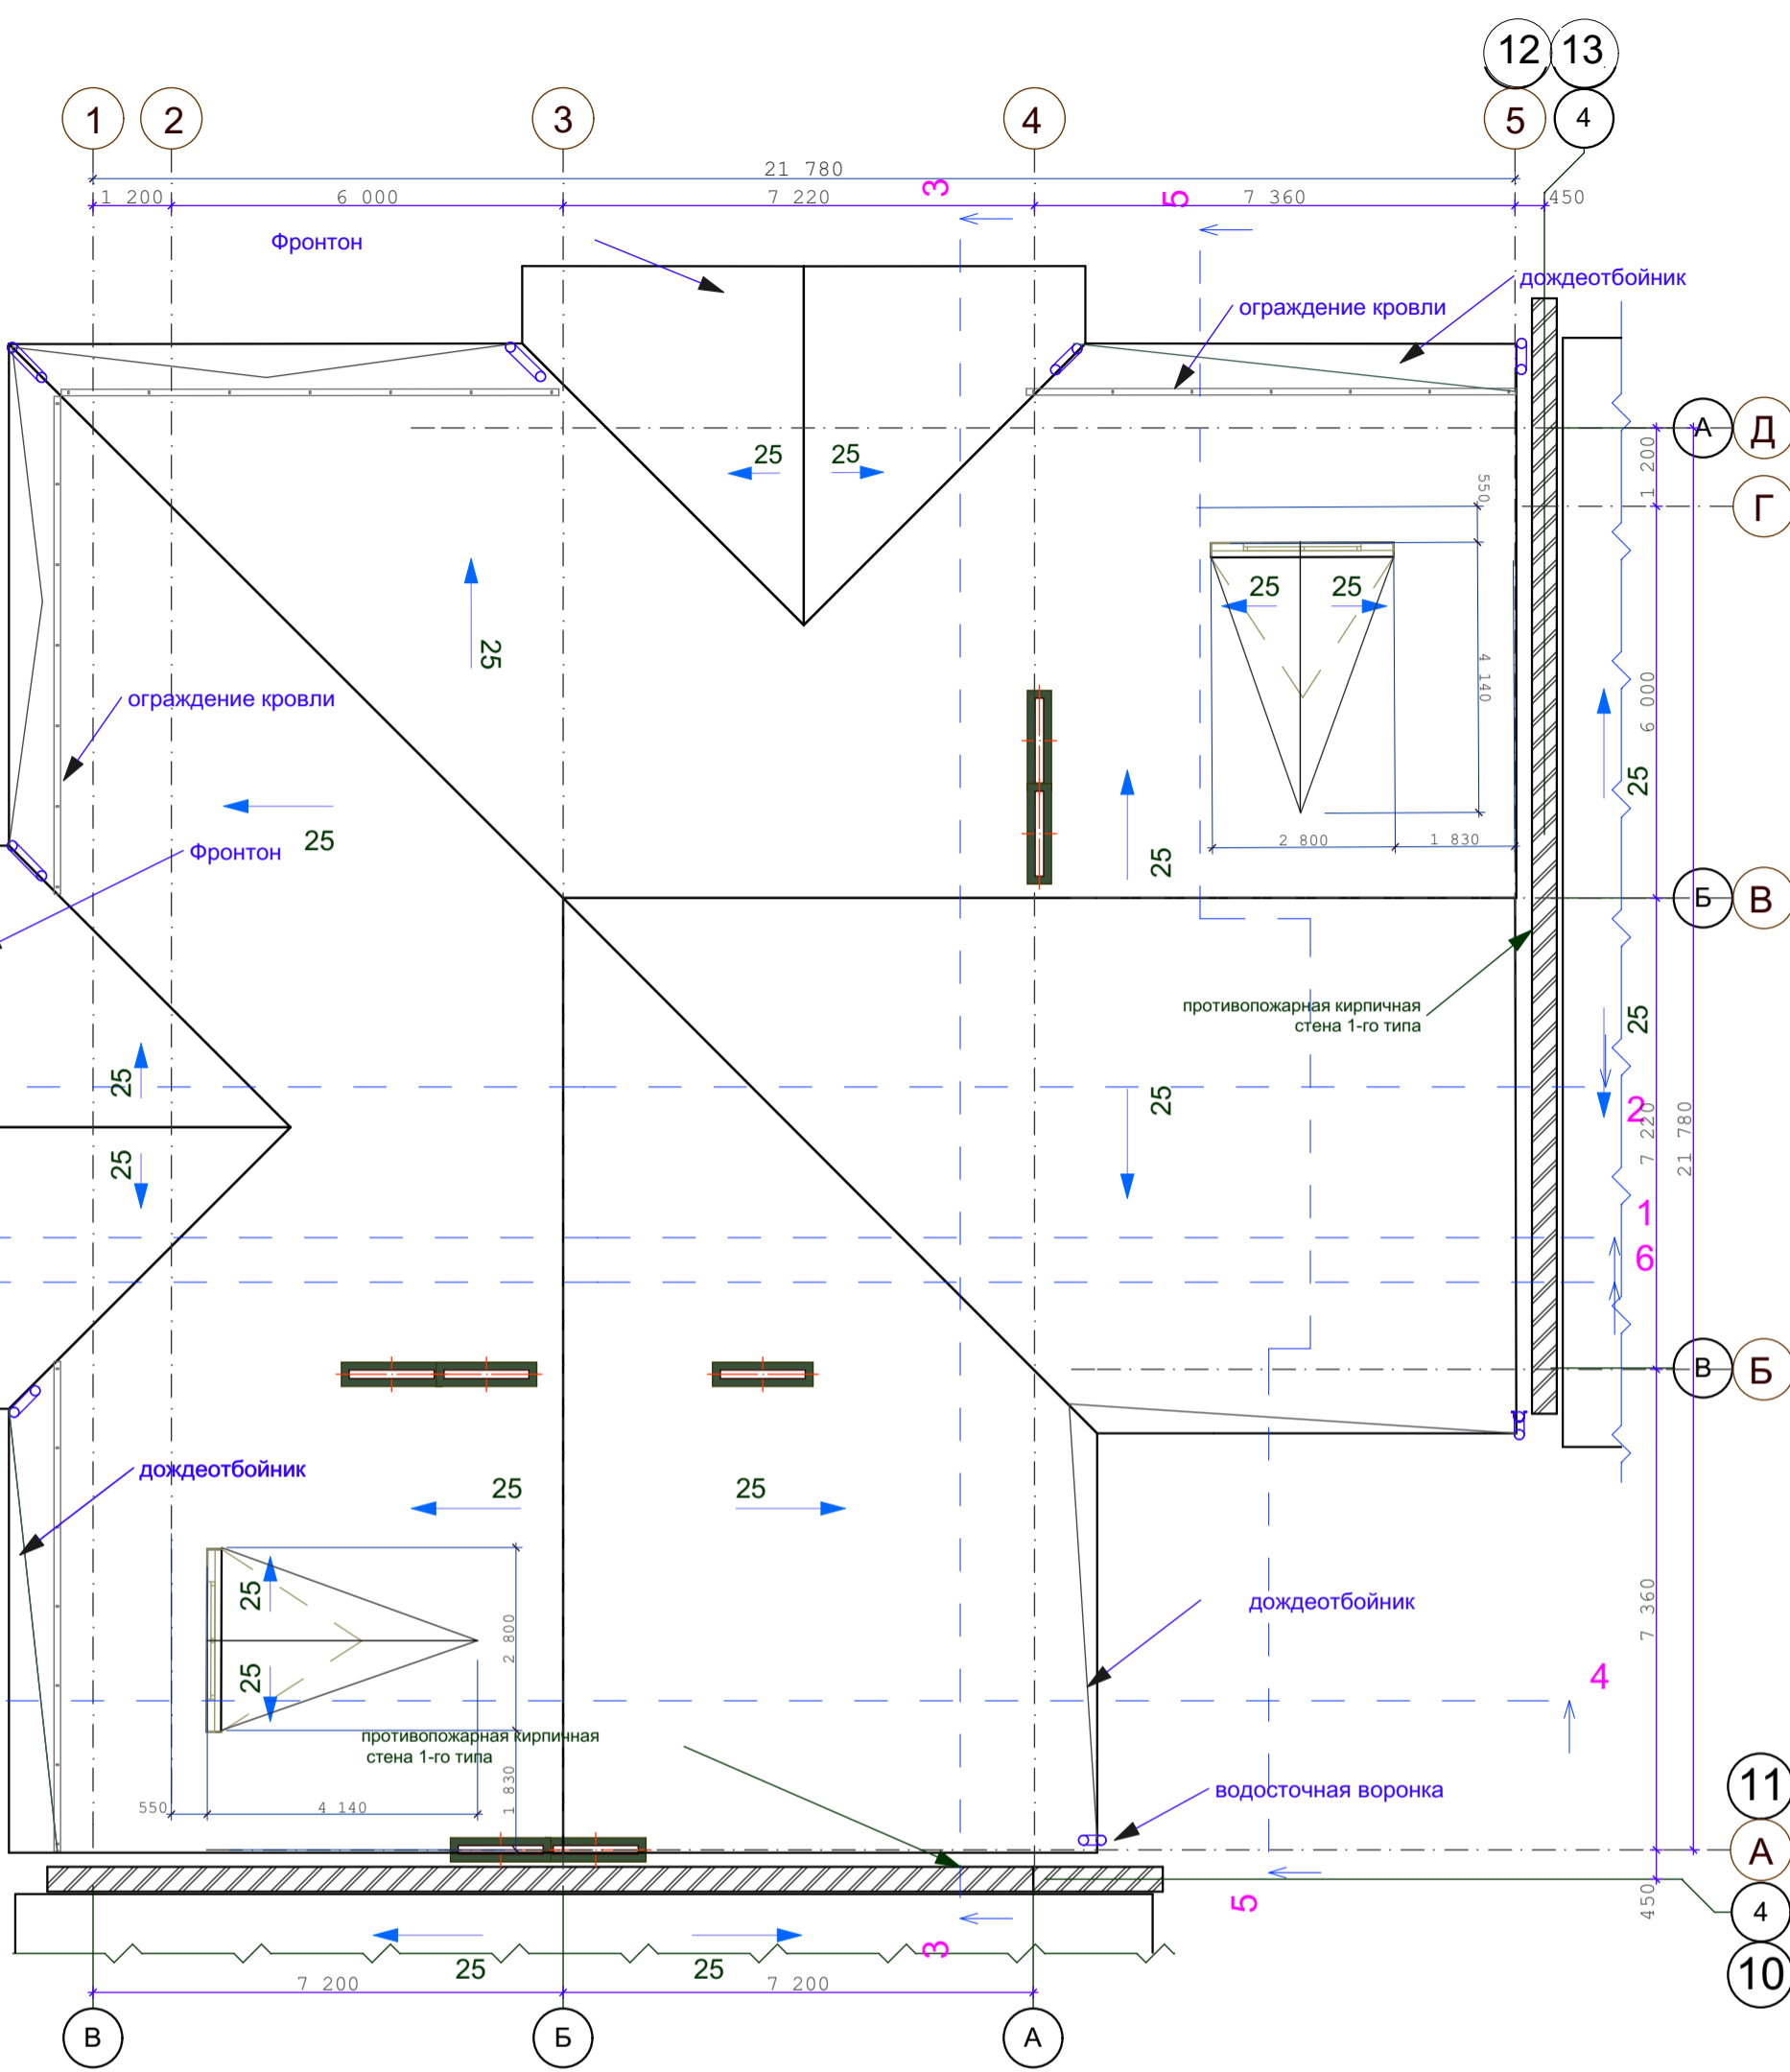 12 13
1 2 3 4 5 4
21 780
1 200 6 000 7 220 3 5 7 360 450
Фронтон
дождеотбойник
ограждение кровли
А Д
25 25
1 200
550
Г
25 25
25
4 140
6 000
ограждение кровли
25
25
2 800 1 830
25
Фронтон
25
Б В
противопожарная кирпичная
стена 1-го типа
25
25
25
2
7 220
21 780
25
1
6
В Б
дождеотбойник
25 25
25
2 800
дождеотбойник
7 360
25
4
противопожарная кирпичная
стена 1-го типа
1 830
водосточная воронка
550 4 140
11
А
450
5
4
3
25 25
10
7 200 7 200
В Б А